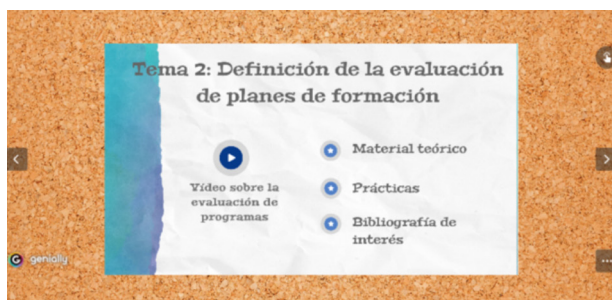 Tema 2: Definición de la evaluación
de planes de formación
Material teórico
Vídeo sobre la
evaluación de
programas
Prácticas
Bibliografía de
interés
genially